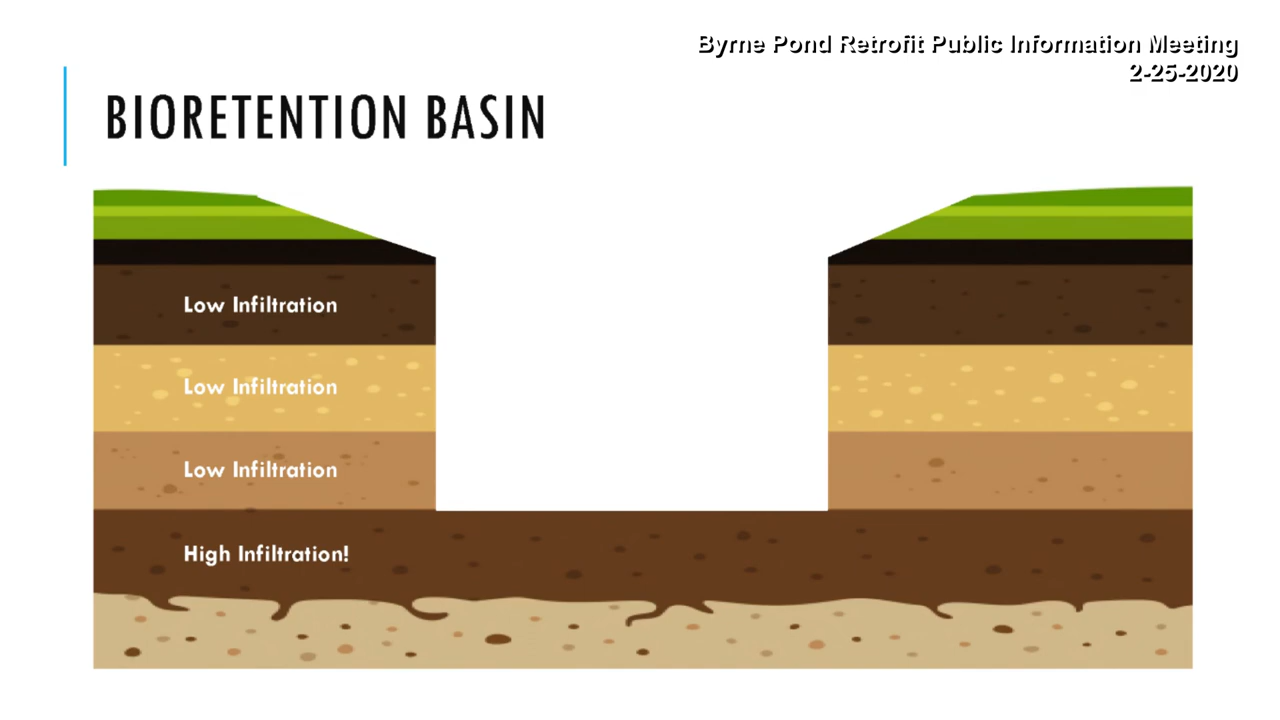 Byrne Pond Retrofit Public Information Meeting
2-25-2020
BIORETENTION BASIN
Low Infiltration
Low Infiltration
Low Infiltration
High Infiltration!